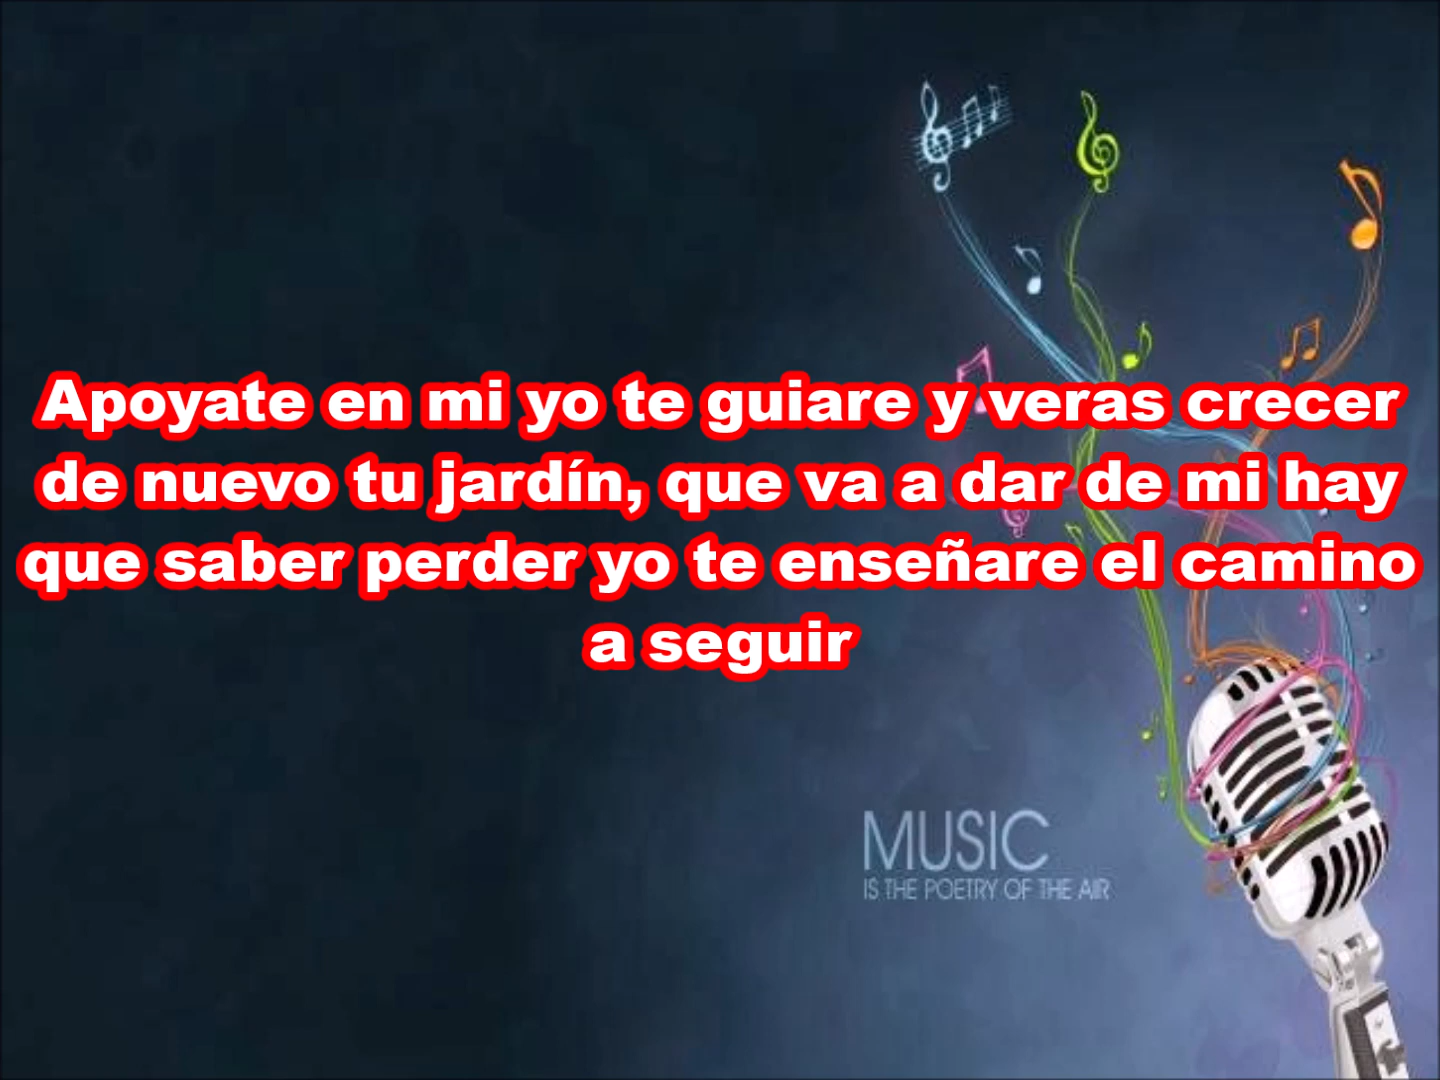 Apoyate en mi yo te guiare y veras crecer
de nuevo tu jardín, que va a dar de mi hay
que saber perder yo te enseñare el camino
a seguir
MUSIC
IS THE POETRY OF THE AIR